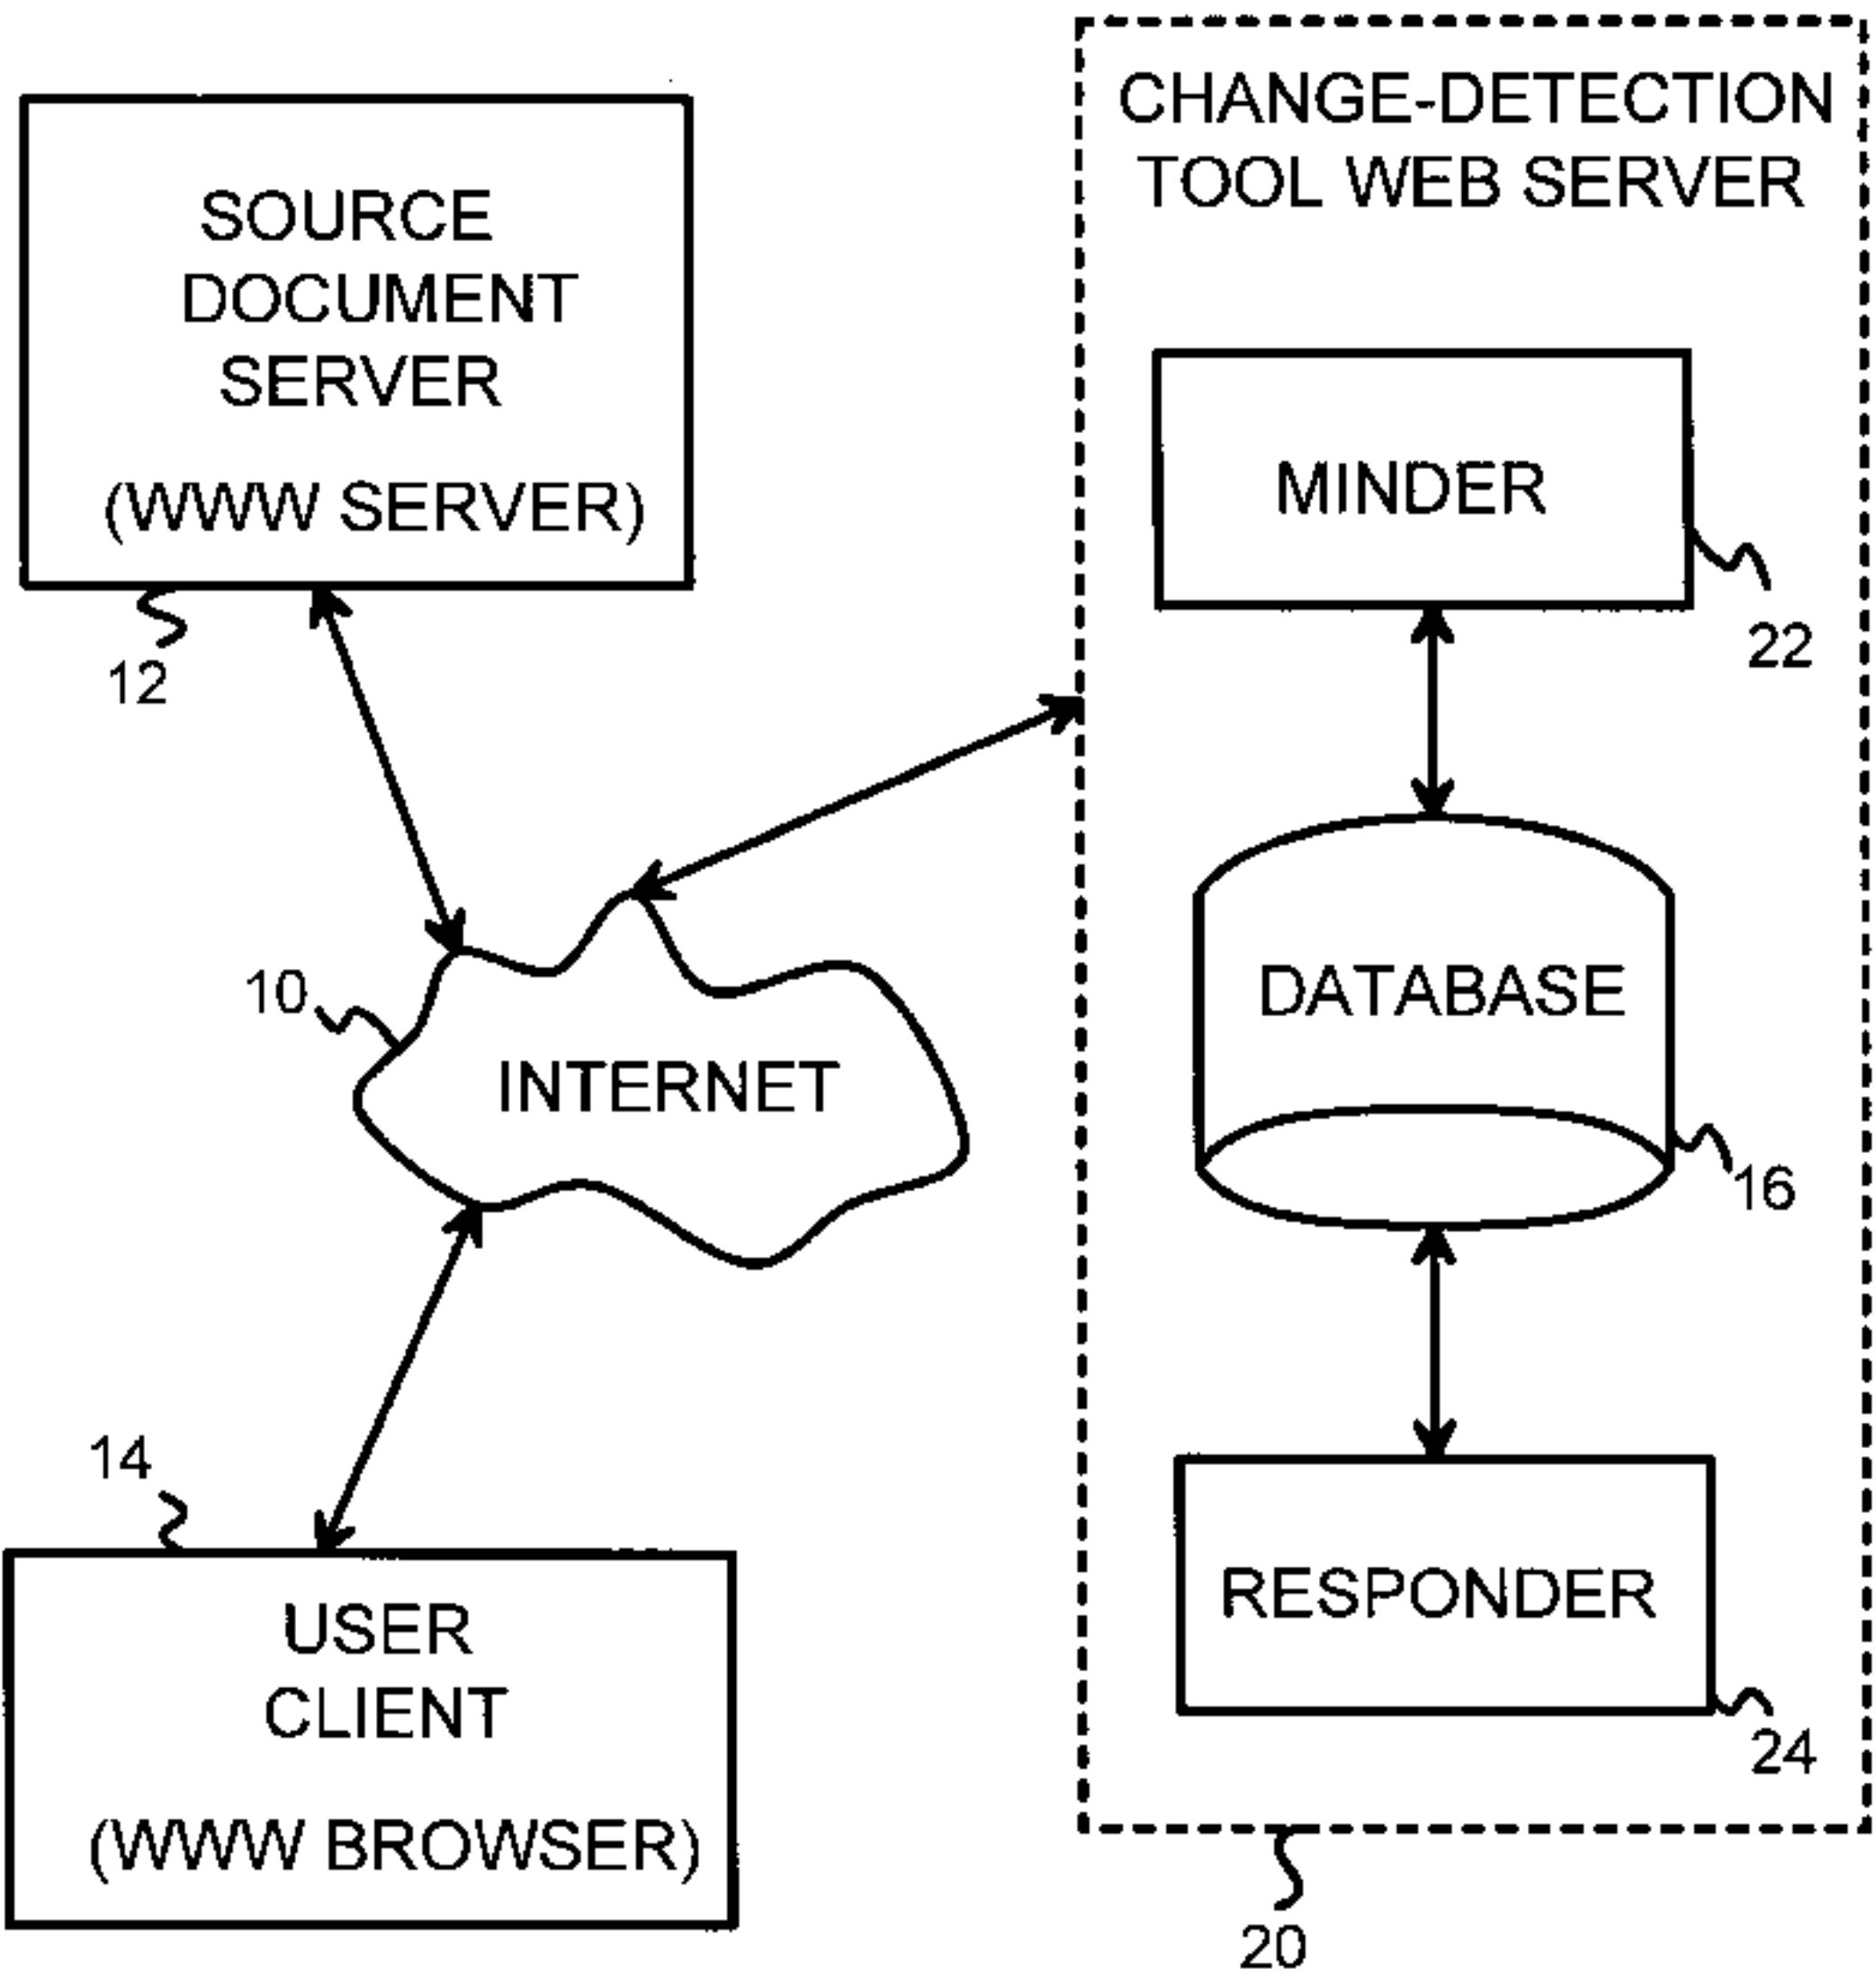 CHANGE-DETECTION
TOOL WEB SERVER
SOURCE
DOCUMENT
SERVER
(WWW SERVER)
12
MINDER
22
10
INTERNET
DATABASE
16
14
USER
CLIENT
(WWW BROWSER)
RESPONDER
24
20